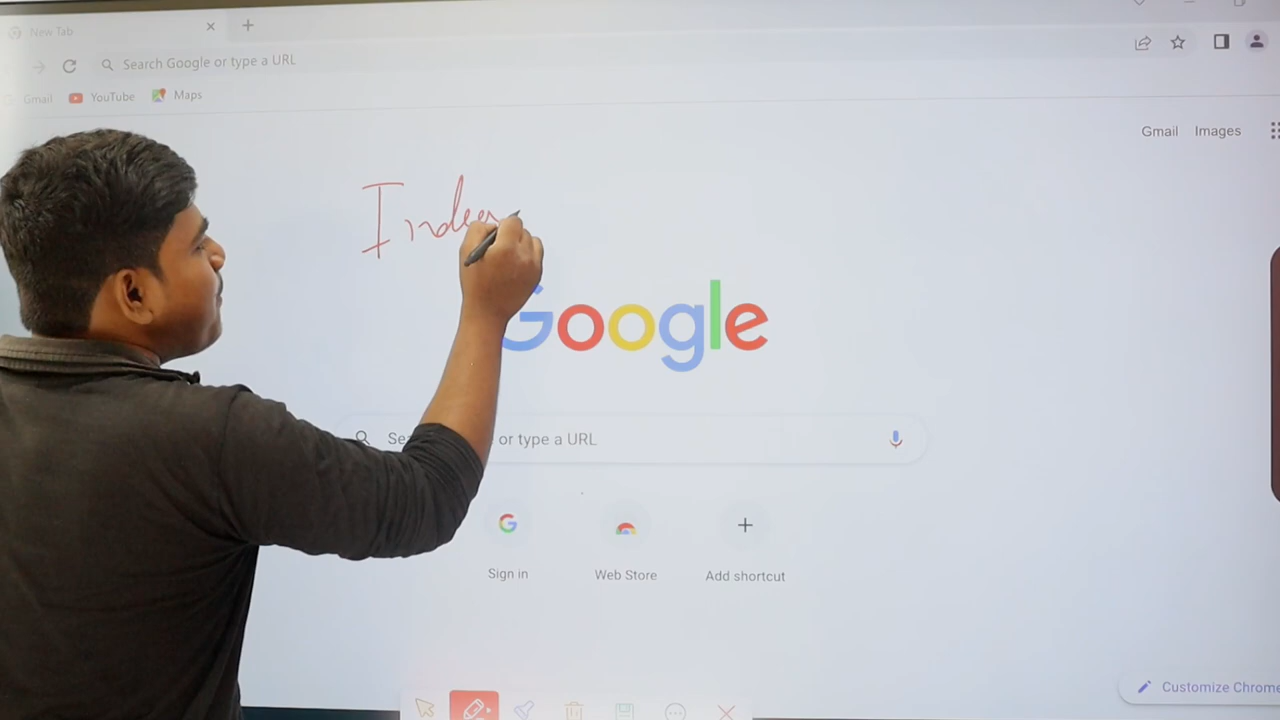 New Tab
Search Google or type a URL
Gmail YouTube Maps
Gmail Images
Google
or type a URL
Sign in Web Store Add shortcut
Customize Chrome